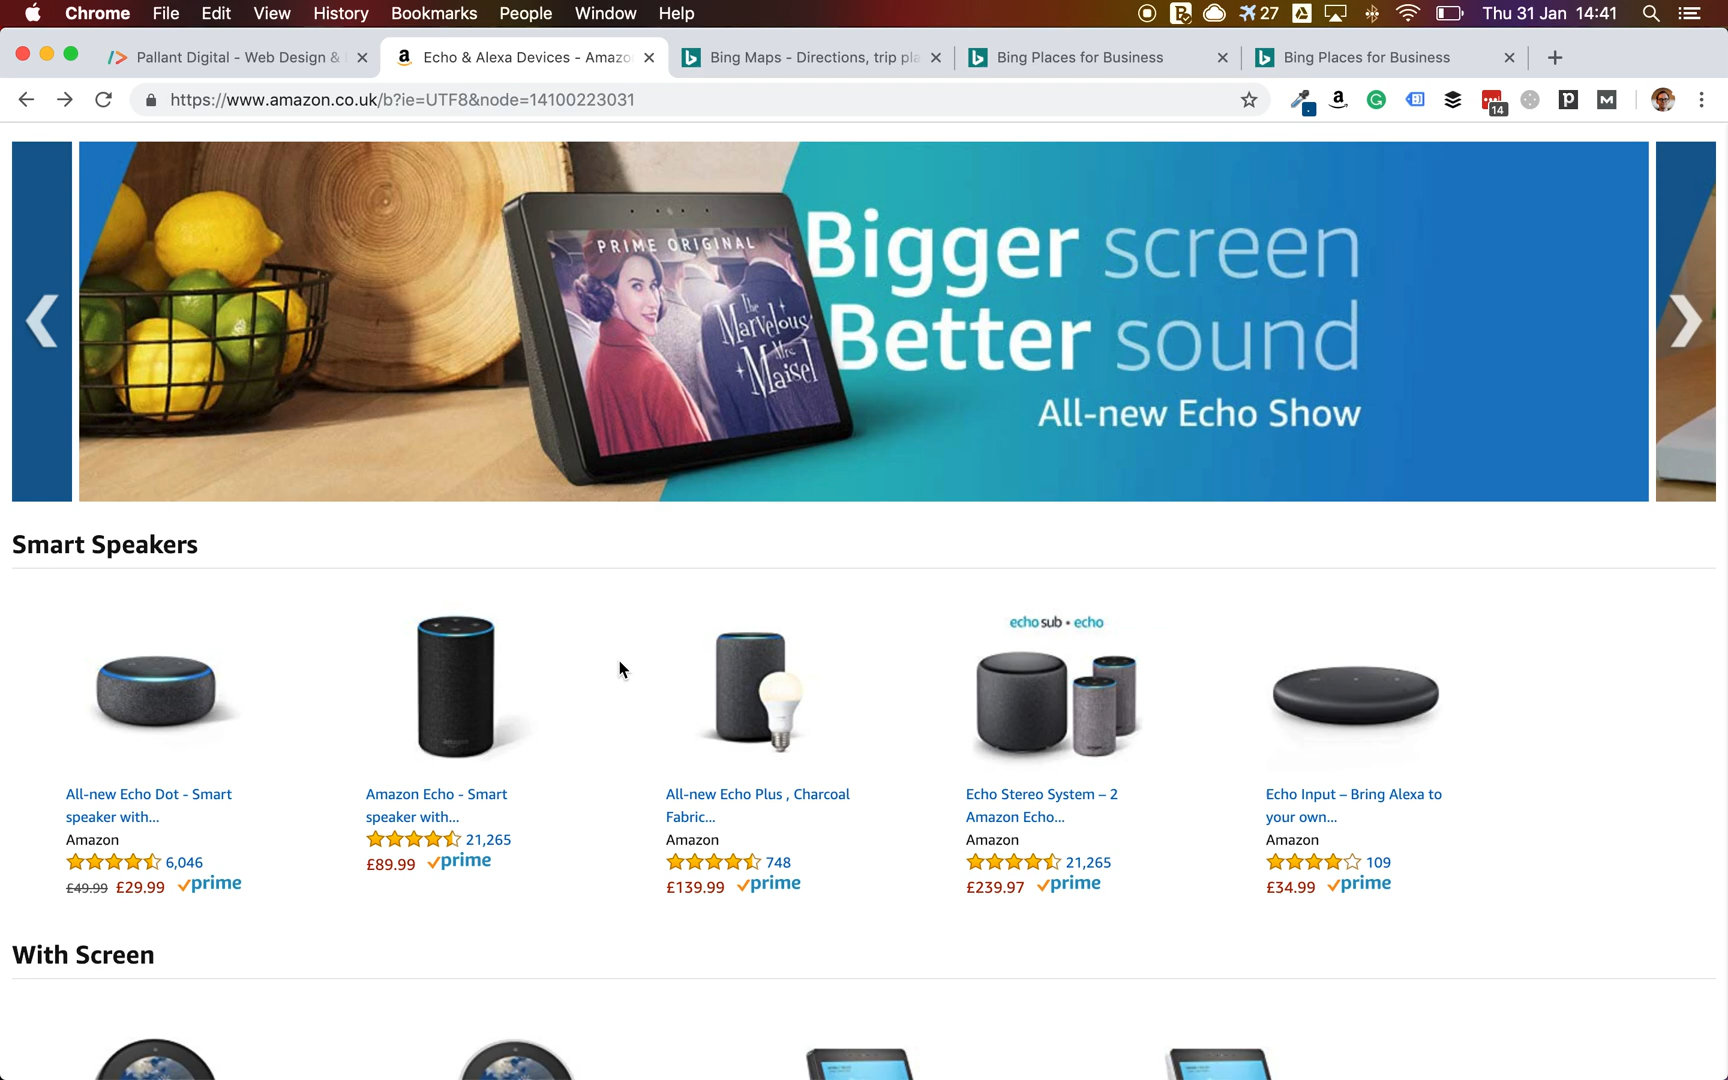 Chrome File Edit View History Bookmarks People Window Help 27 Thu 31 Jan 14:41
Pallant Digital - Web Design & Echo & Alexa Devices - Amazo Bing Maps - Directions, trip pla Bing Places for Business Bing Places for Business
https://www.amazon.co.uk/b?ie=UTF8&node=14100223031 14
PRIME ORIGINAL
The
Marvelous
Mrs.
Maisel
Bigger screen
Better sound
All-new Echo Show
Smart Speakers
echo sub • echo
amazon
All-new Echo Dot - Smart
speaker with...
Amazon
6,046
£49.99 £29.99 prime
Amazon Echo - Smart
speaker with...
21,265
£89.99 prime
All-new Echo Plus , Charcoal
Fabric...
Amazon
748
£139.99 prime
Echo Stereo System – 2
Amazon Echo...
Amazon
21,265
£239.97 prime
Echo Input – Bring Alexa to
your own...
Amazon
109
£34.99 prime
With Screen